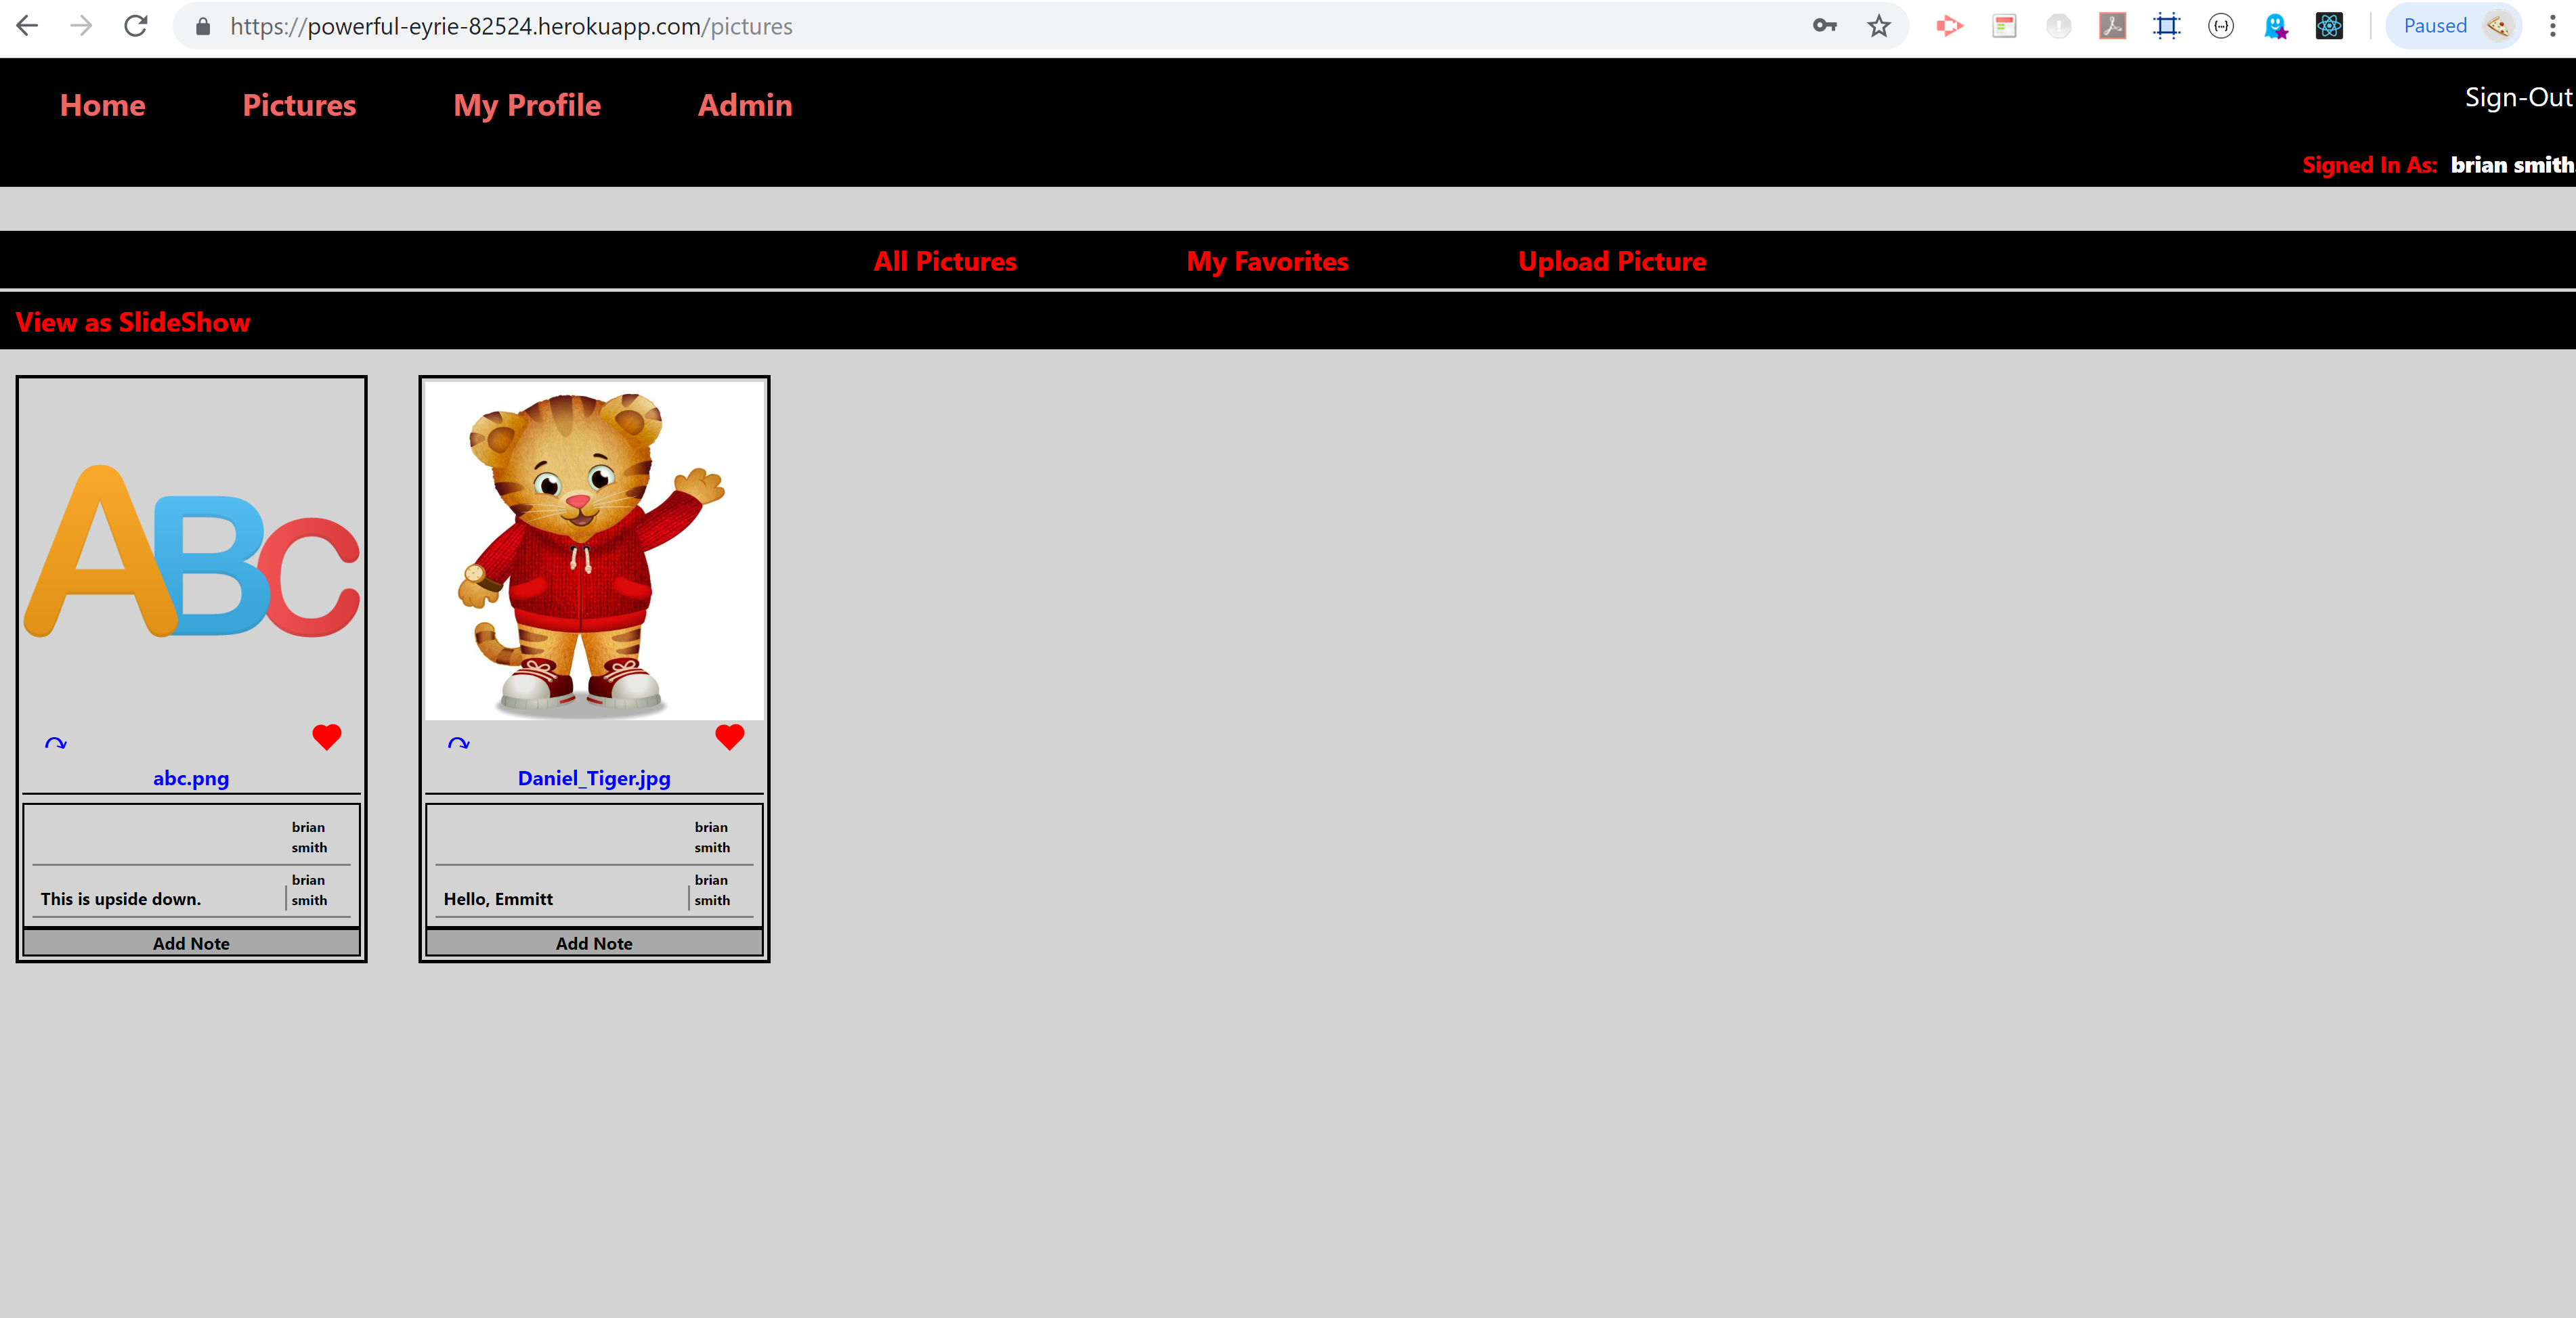 https://powerful-eyrie-82524.herokuapp.com/pictures
Paused
Home Pictures My Profile Admin
Sign-Out
Signed In As: brian smith
All Pictures My Favorites Upload Picture
View as SlideShow
ABC
abc.png
brian
smith
This is upside down.
brian
smith
Add Note
Daniel_Tiger.jpg
brian
smith
Hello, Emmitt
brian
smith
Add Note